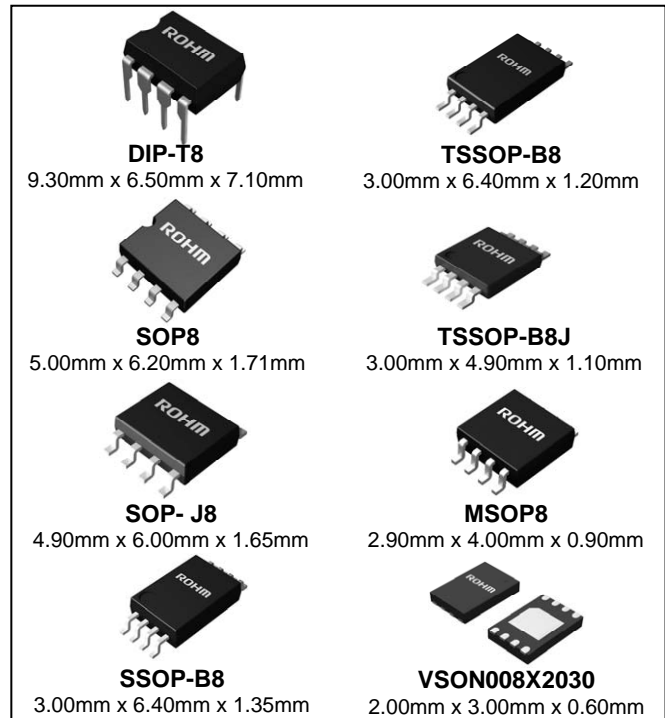 ROHM
DIP-T8
9.30mm x 6.50mm x 7.10mm
ROHM
TSSOP-B8
3.00mm x 6.40mm x 1.20mm
ROHM
SOP8
5.00mm x 6.20mm x 1.71mm
ROHM
TSSOP-B8J
3.00mm x 4.90mm x 1.10mm
ROHM
SOP- J8
4.90mm x 6.00mm x 1.65mm
ROHM
MSOP8
2.90mm x 4.00mm x 0.90mm
ROHM
SSOP-B8
3.00mm x 6.40mm x 1.35mm
ROHM
VSON008X2030
2.00mm x 3.00mm x 0.60mm